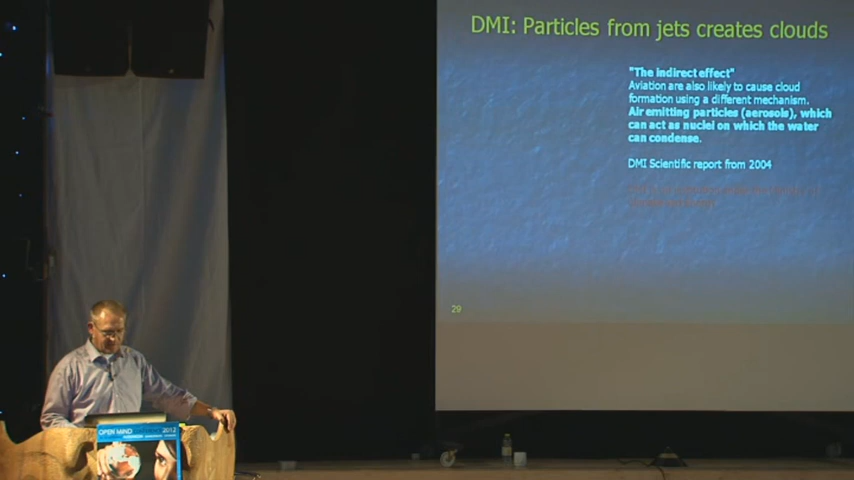 DMI: Particles from jets creates clouds
"The indirect effect"
Aviation are also likely to cause cloud
formation using a different mechanism.
Air emitting particles (aerosols), which
can act as nuclei on which the water
can condense.
DMI Scientific report from 2004
29
OPEN MIND 2012